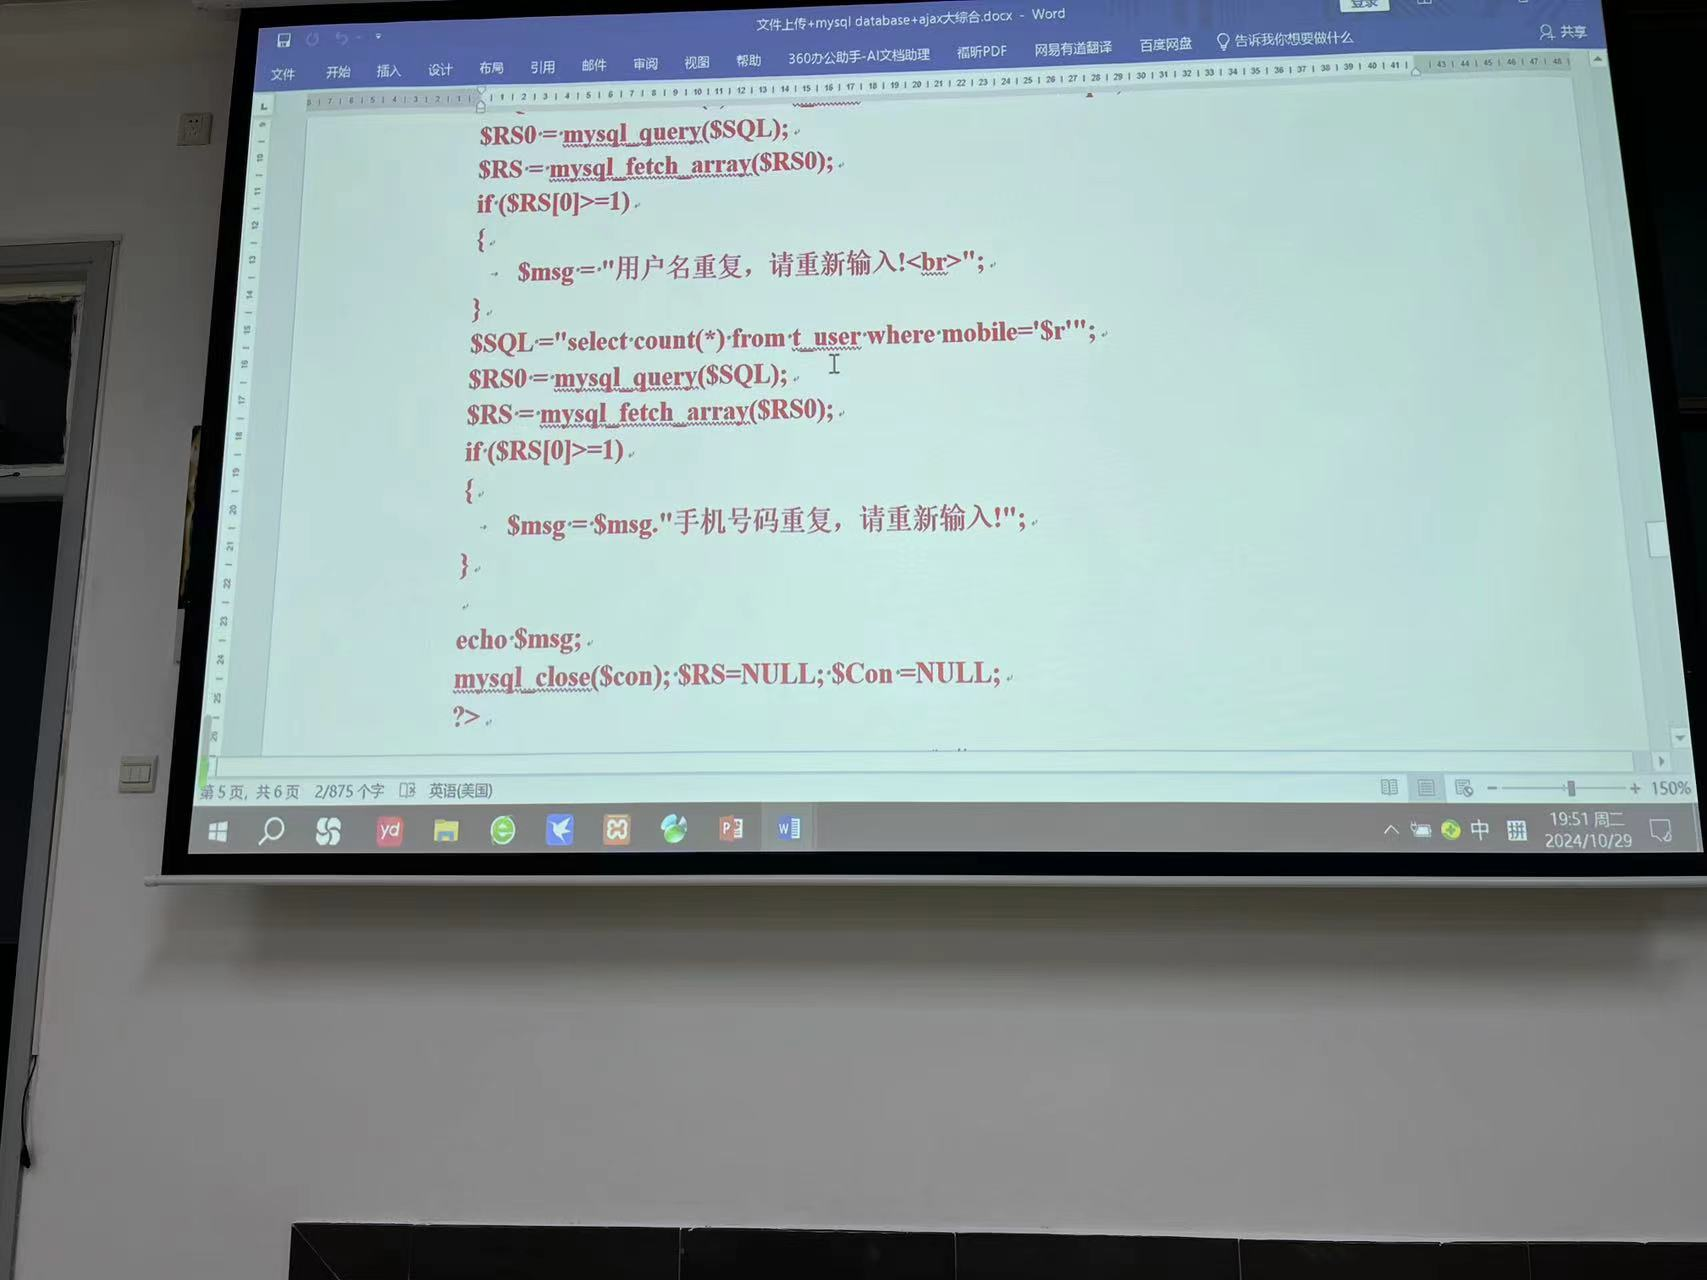 文件上传+mysql database+ajax大综合.docx - Word
登录
文件 开始 插入 设计 布局 引用 邮件 审阅 视图 帮助 360办公助手-AI文档助理 福昕PDF 网易有道翻译 百度网盘 告诉我你想要做什么 共享
$RS0 = mysql_query($SQL);
$RS = mysql_fetch_array($RS0);
if ($RS[0]>=1)
{
$msg = "用户名重复，请重新输入!<br>";
}
$SQL ="select count(*) from t_user where mobile='$r'";
$RS0 = mysql_query($SQL);
$RS = mysql_fetch_array($RS0);
if ($RS[0]>=1)
{
$msg = $msg."手机号码重复，请重新输入!";
}
echo $msg;
mysql_close($con); $RS=NULL; $Con =NULL;
?>
第5页, 共6页 2/875个字 英语(美国) 150%
yd P W 中 拼 19:51 周二
2024/10/29